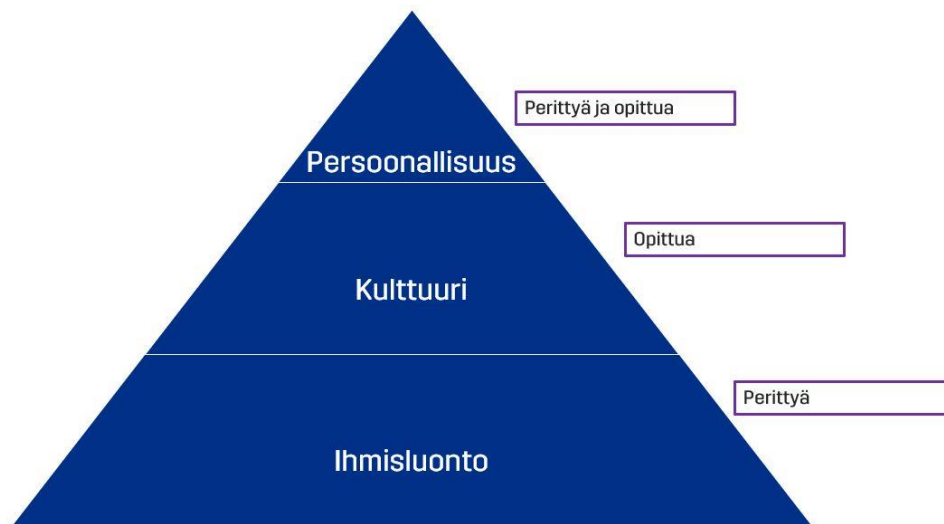 Perittyä ja opittua
Persoonallisuus
Opittua
Kulttuuri
Perittyä
Ihmisluonto